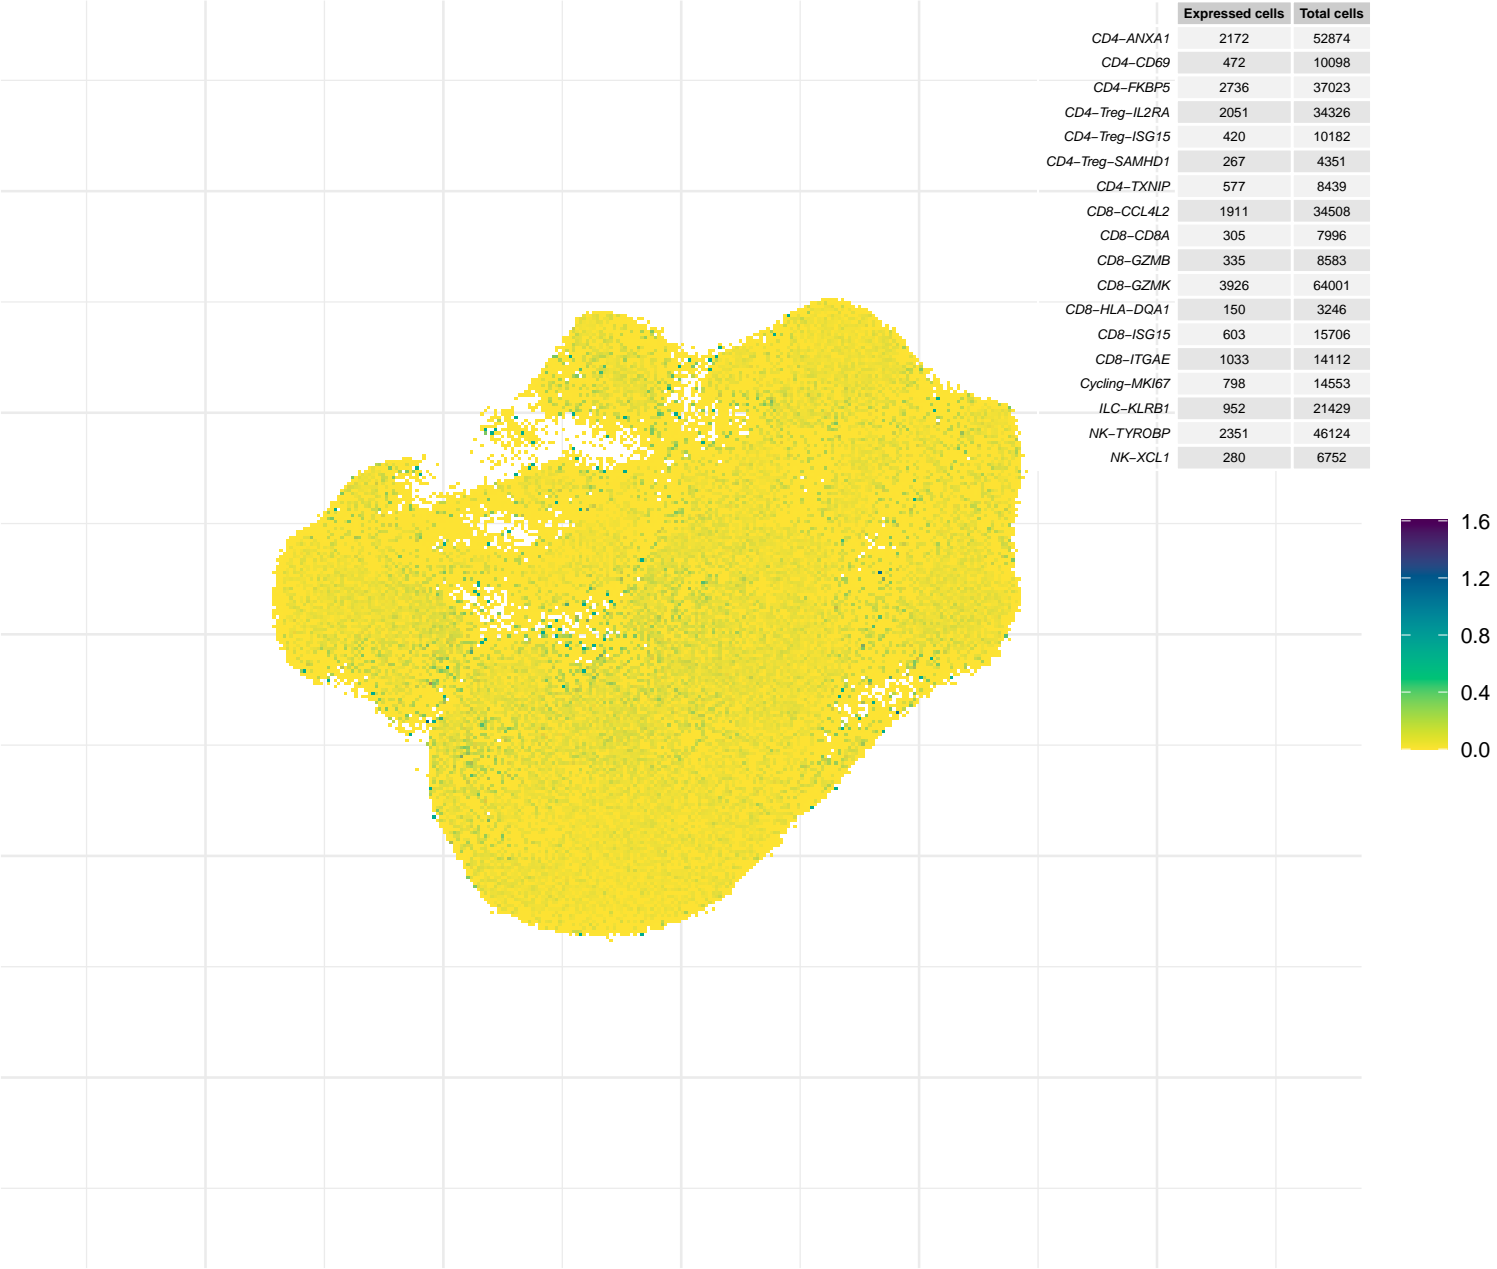 Expressed cells Total cells
CD4−ANXA1 2172 52874
CD4−CD69 472 10098
CD4−FKBP5 2736 37023
CD4−Treg−IL2RA 2051 34326
CD4−Treg−ISG15 420 10182
CD4−Treg−SAMHD1 267 4351
CD4−TXNIP 577 8439
CD8−CCL4L2 1911 34508
CD8−CD8A 305 7996
CD8−GZMB 335 8583
CD8−GZMK 3926 64001
CD8−HLA−DQA1 150 3246
CD8−ISG15 603 15706
CD8−ITGAE 1033 14112
Cycling−MKI67 798 14553
ILC−KLRB1 952 21429
NK−TYROBP 2351 46124
NK−XCL1 280 6752
1.6
1.2
0.8
0.4
0.0